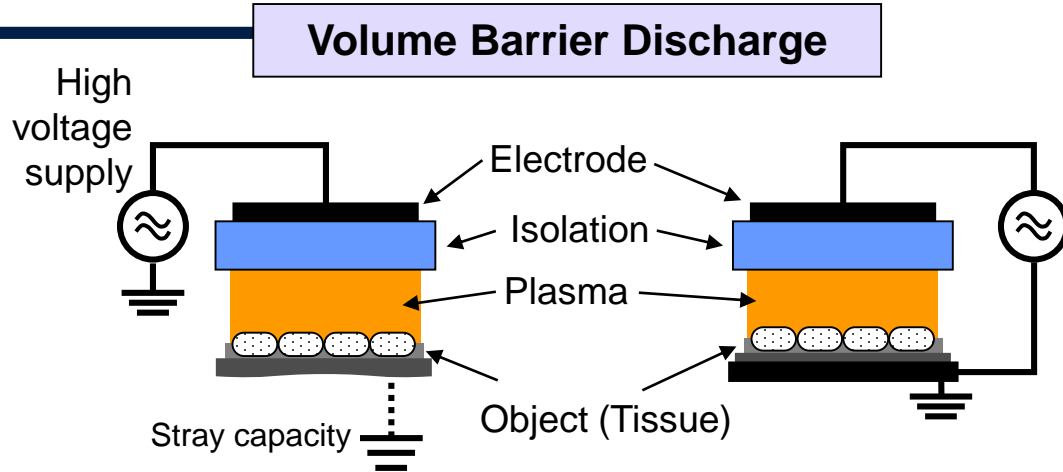 Volume Barrier Discharge
High
voltage
supply
Electrode
Isolation
Plasma
Object (Tissue)
Stray capacity